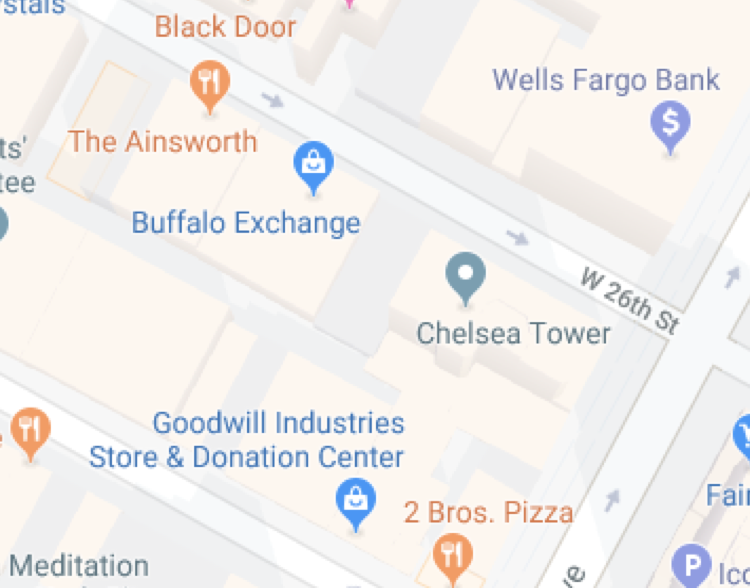 Black Door
Wells Fargo Bank
The Ainsworth
Buffalo Exchange
W 26th St
Chelsea Tower
Goodwill Industries
Store & Donation Center
2 Bros. Pizza
Meditation
P
$